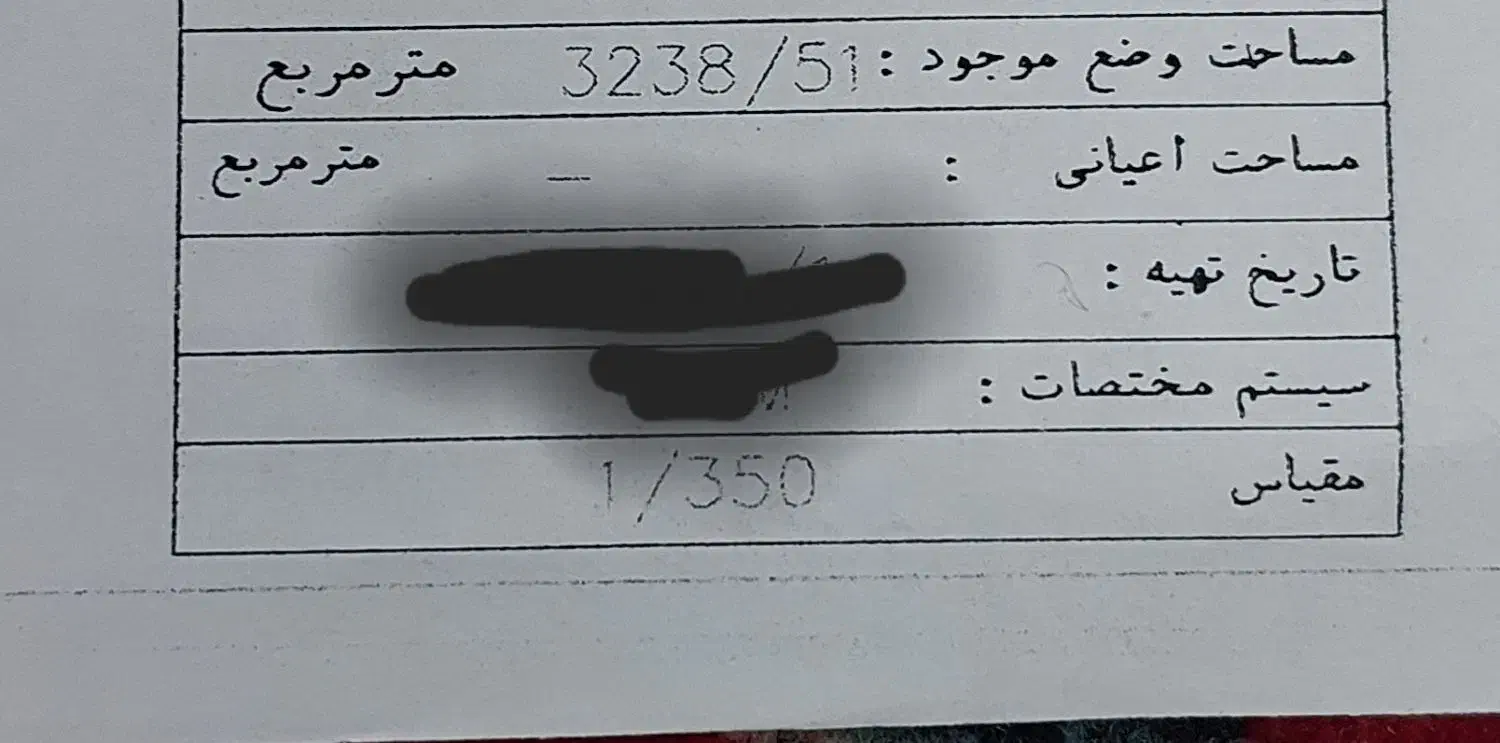 مساحت وضع موجود : 3238/51 مترمربع
مساحت اعیانی : _ مترمربع
تاریخ تهیه :
سیستم مختصات :
مقیاس 1/350